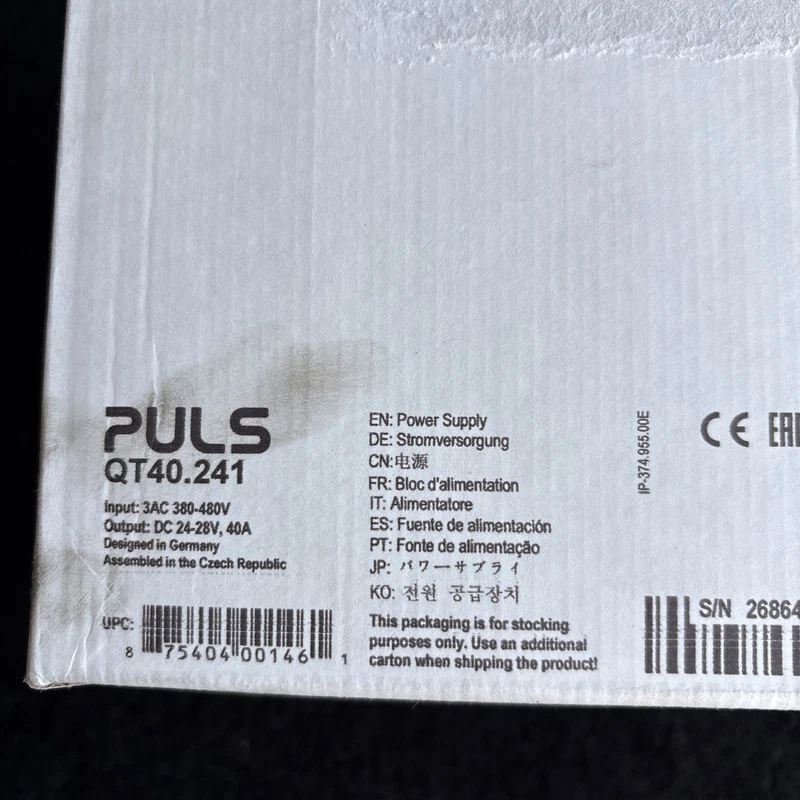 PULS
QT40.241
Input: 3AC 380-480V
Output: DC 24-28V, 40A
Designed in Germany
Assembled in the Czech Republic
UPC:
8 75404 00146 1
EN: Power Supply
DE: Stromversorgung
CN:电源
FR: Bloc d'alimentation
IT: Alimentatore
ES: Fuente de alimentación
PT: Fonte de alimentação
JP: パワーサプライ
KO: 전원 공급장치
This packaging is for stocking
purposes only. Use an additional
carton when shipping the product!
IP-374.955.00E
CE
S/N 26864